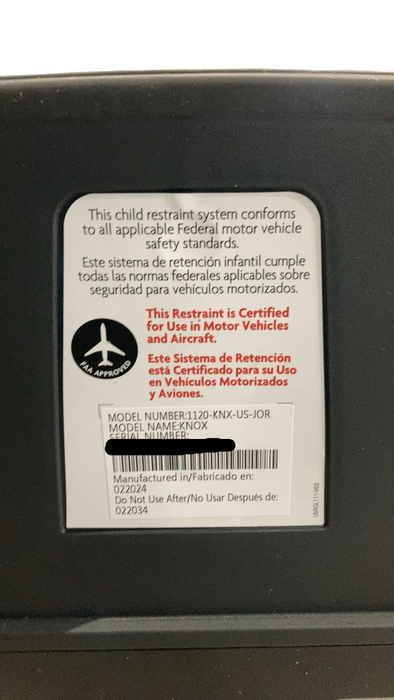 This child restraint system conforms
to all applicable Federal motor vehicle
safety standards.
Este sistema de retención infantil cumple
todas las normas federales aplicables sobre
seguridad para vehículos motorizados.
This Restraint is Certified
for Use in Motor Vehicles
and Aircraft.
FAA APPROVED
Este Sistema de Retención
está Certificado para su Uso
en Vehículos Motorizados
y Aviones.
MODEL NUMBER:1120-KNX-US-JOR
MODEL NAME:KNOX
SERIAL NUMBER:
Manufactured in/Fabricado en:
022024
Do Not Use After/No Usar Después de:
022034